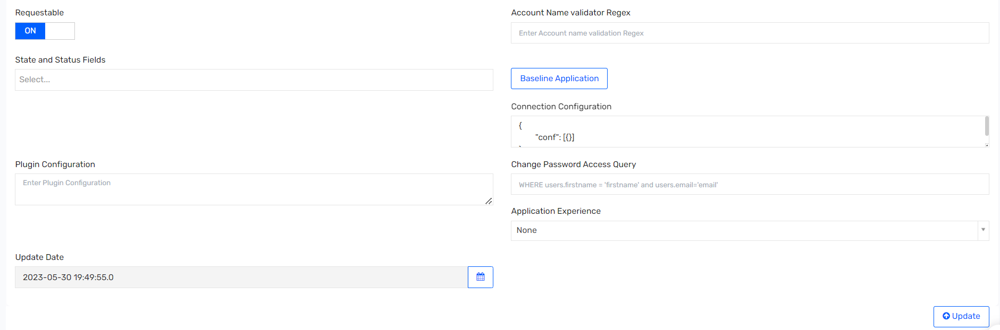 Requestable
ON
Account Name validator Regex
Enter Account name validation Regex
State and Status Fields
Select...
Baseline Application
Connection Configuration
{
"conf": [{}]
Plugin Configuration
Enter Plugin Configuration
Change Password Access Query
WHERE users.firstname = 'firstname' and users.email='email'
Application Experience
None
Update Date
2023-05-30 19:49:55.0
Update